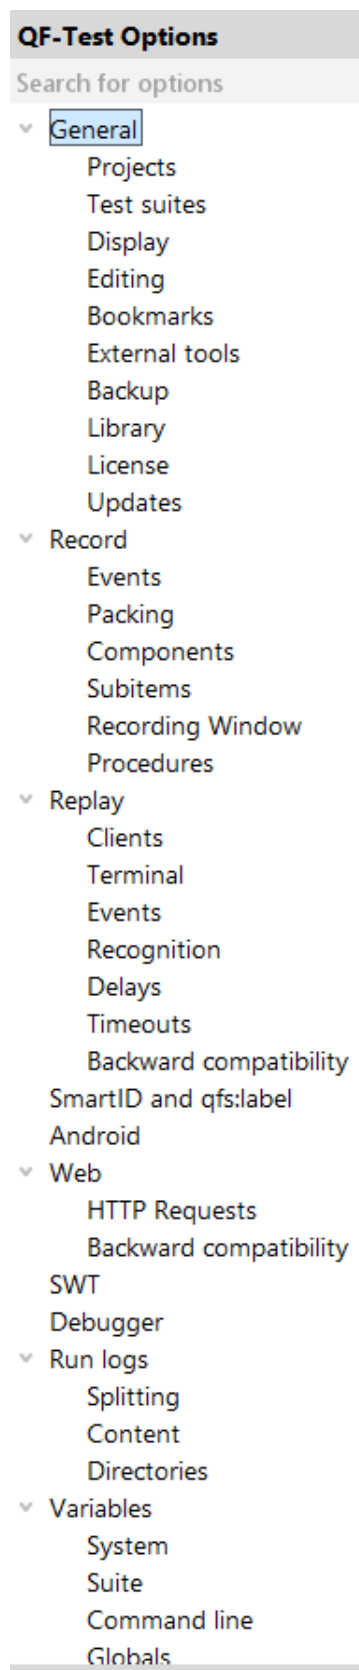 QF-Test Options
Search for options
General
Projects
Test suites
Display
Editing
Bookmarks
External tools
Backup
Library
License
Updates
Record
Events
Packing
Components
Subitems
Recording Window
Procedures
Replay
Clients
Terminal
Events
Recognition
Delays
Timeouts
Backward compatibility
SmartID and qfs:label
Android
Web
HTTP Requests
Backward compatibility
SWT
Debugger
Run logs
Splitting
Content
Directories
Variables
System
Suite
Command line
Globals